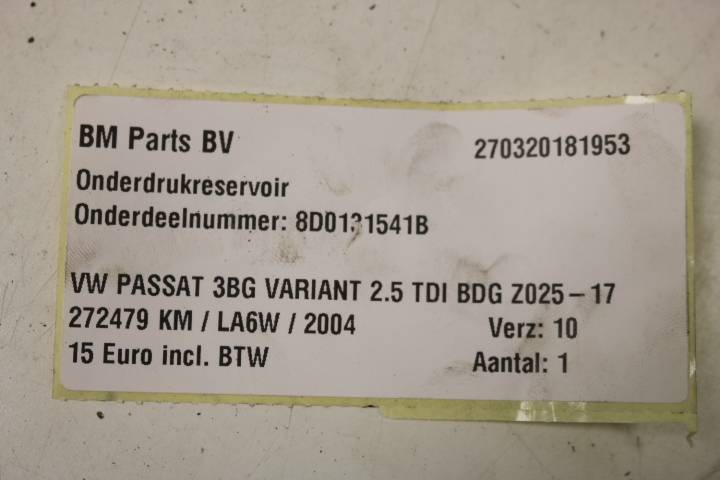 BM Parts BV 270320181953
Onderdrukreservoir
Onderdeelnummer: 8D0131541B
VW PASSAT 3BG VARIANT 2.5 TDI BDG Z025-17
272479 KM / LA6W / 2004 Verz: 10
15 Euro incl. BTW Aantal: 1